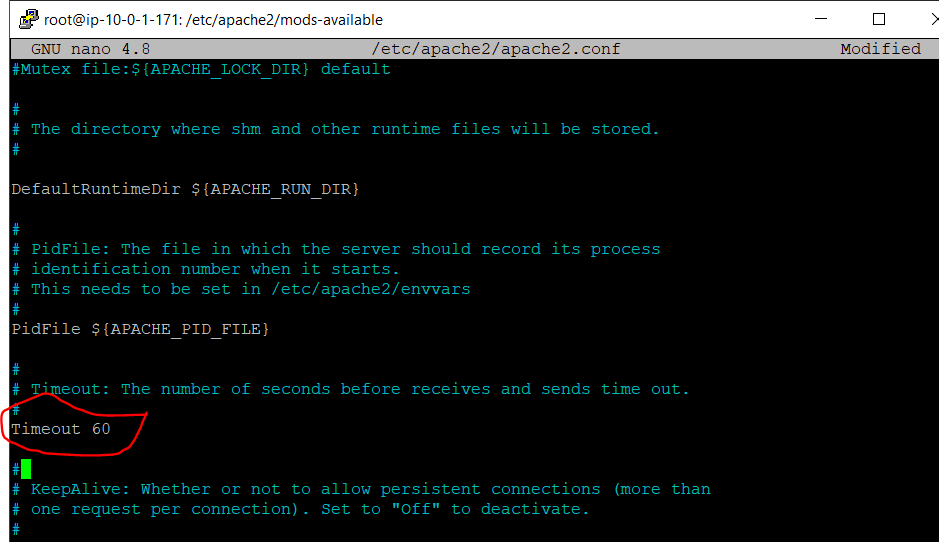 root@ip-10-0-1-171: /etc/apache2/mods-available
GNU nano 4.8 /etc/apache2/apache2.conf Modified
#Mutex file:${APACHE_LOCK_DIR} default
#
# The directory where shm and other runtime files will be stored.
#
DefaultRuntimeDir ${APACHE_RUN_DIR}
#
# PidFile: The file in which the server should record its process
# identification number when it starts.
# This needs to be set in /etc/apache2/envvars
#
PidFile ${APACHE_PID_FILE}
#
# Timeout: The number of seconds before receives and sends time out.
#
Timeout 60
#
# KeepAlive: Whether or not to allow persistent connections (more than
# one request per connection). Set to "Off" to deactivate.
#